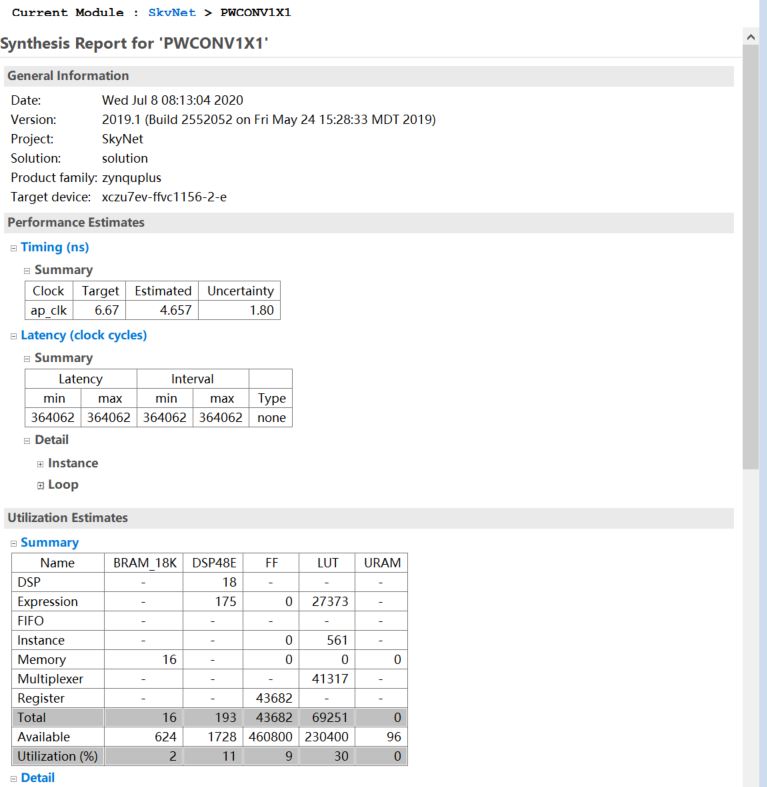 Current Module : SkyNet > PWCONV1X1
Synthesis Report for 'PWCONV1X1'
General Information
Date: Wed Jul 8 08:13:04 2020
Version: 2019.1 (Build 2552052 on Fri May 24 15:28:33 MDT 2019)
Project: SkyNet
Solution: solution
Product family: zynquplus
Target device: xczu7ev-ffvc1156-2-e
Performance Estimates
Timing (ns)
Summary
Clock Target Estimated Uncertainty
ap_clk 6.67 4.657 1.80
Latency (clock cycles)
Summary
Latency Interval
min max min max Type
364062 364062 364062 364062 none
Detail
Instance
Loop
Utilization Estimates
Summary
Name BRAM_18K DSP48E FF LUT URAM
DSP - 18 - - -
Expression - 175 0 27373 -
FIFO - - - - -
Instance - - 0 561 -
Memory 16 - 0 0 0
Multiplexer - - - 41317 -
Register - - 43682 - -
Total 16 193 43682 69251 0
Available 624 1728 460800 230400 96
Utilization (%) 2 11 9 30 0
Detail